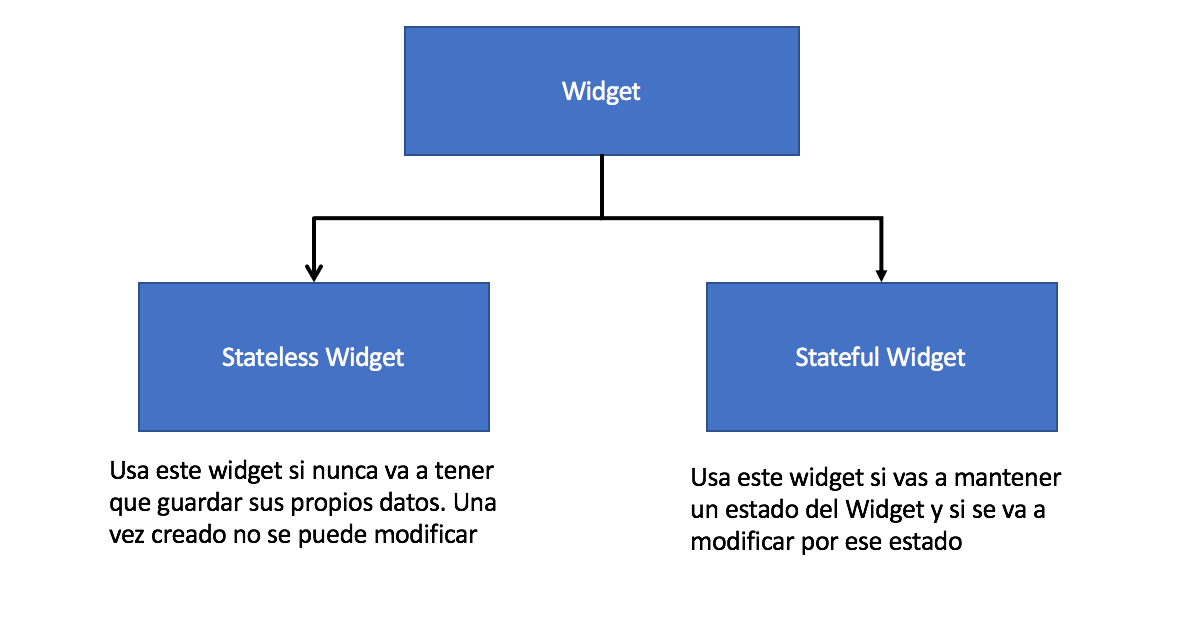 Widget
Stateless Widget
Stateful Widget
Usa este widget si nunca va a tener
que guardar sus propios datos. Una
vez creado no se puede modificar
Usa este widget si vas a mantener
un estado del Widget y si se va a
modificar por ese estado